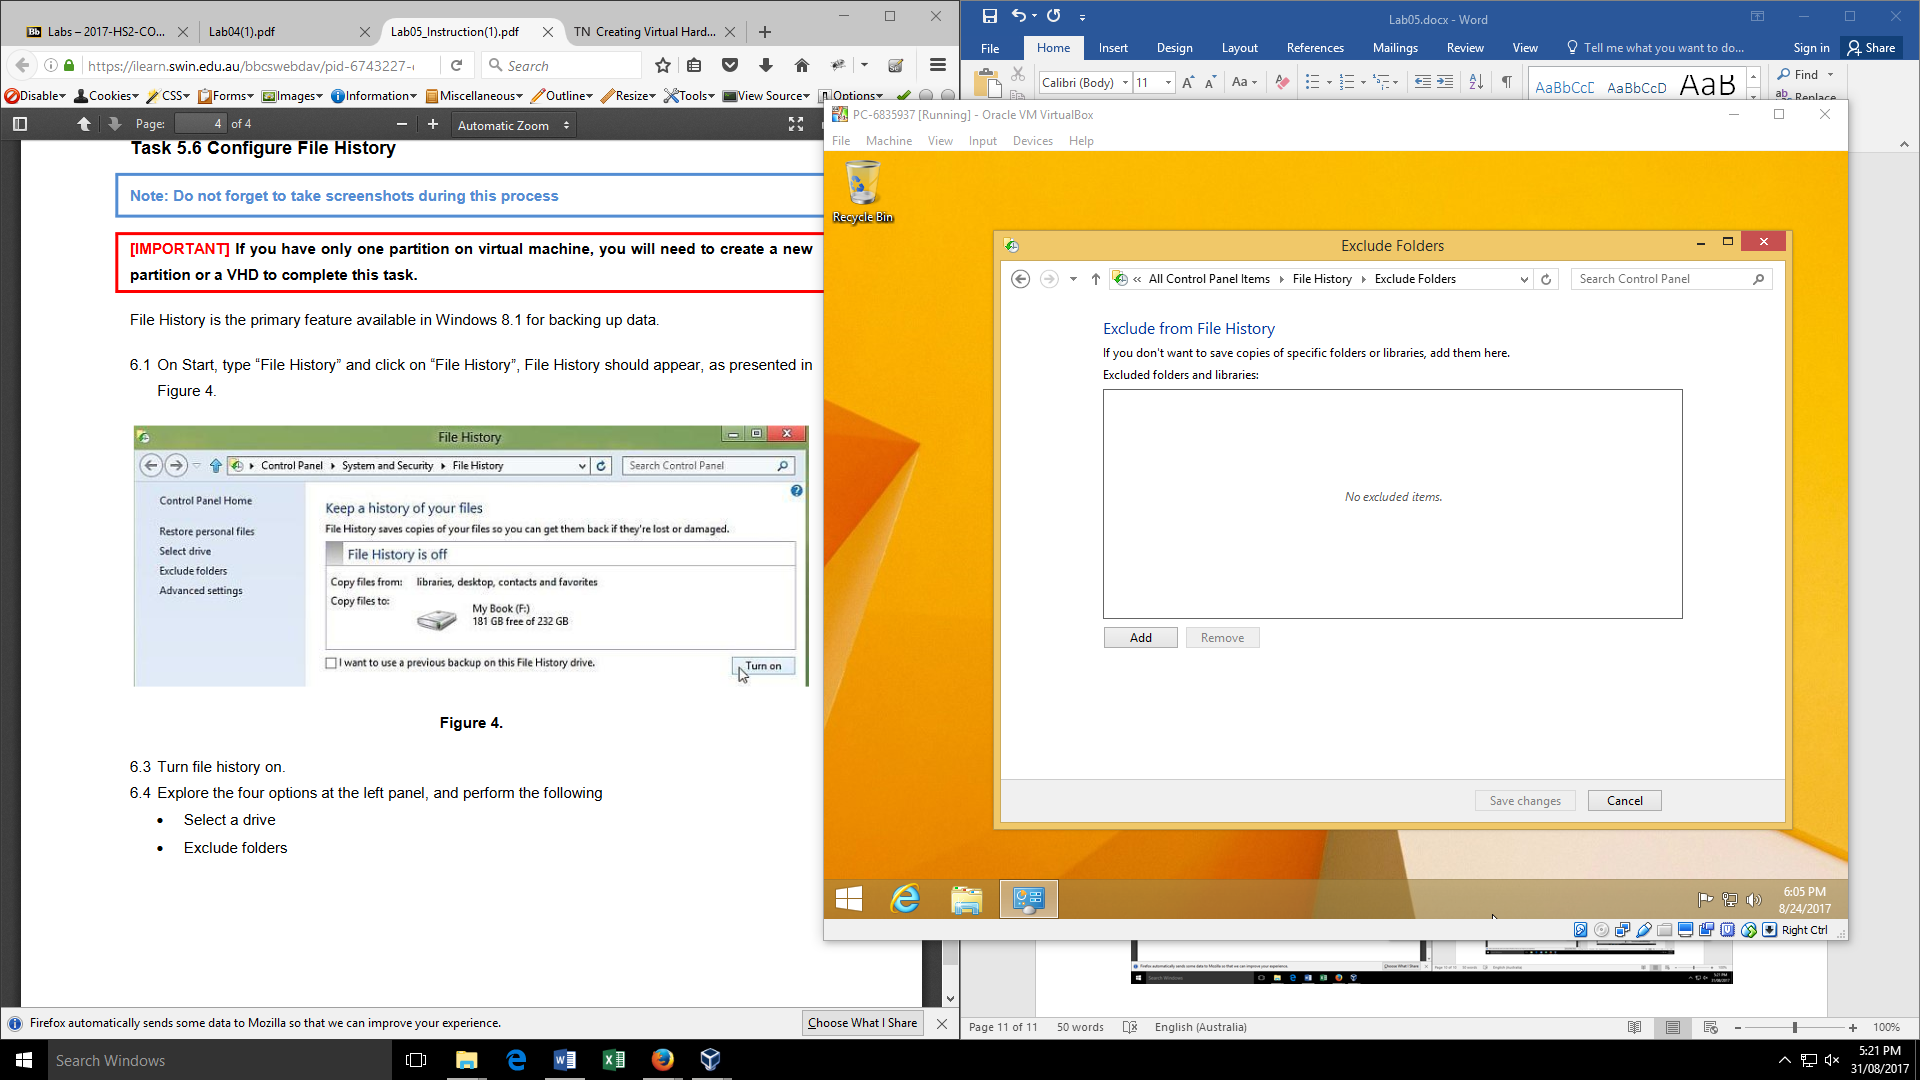 Labs – 2017-HS2-CO...
Lab04(1).pdf
Lab05_Instruction(1).pdf
TN Creating Virtual Hard...
https://ilearn.swin.edu.au/bbcswebdav/pid-6743227-
Search
Disable
Cookies
CSS
Forms
Images
Information
Miscellaneous
Outline
Resize
Tools
View Source
Options
Page: 4 of 4
Automatic Zoom
Task 5.6 Configure File History
Note: Do not forget to take screenshots during this process
[IMPORTANT] If you have only one partition on virtual machine, you will need to create a new
partition or a VHD to complete this task.
File History is the primary feature available in Windows 8.1 for backing up data.
6.1 On Start, type “File History” and click on “File History”, File History should appear, as presented in
Figure 4.
File History
Control Panel
System and Security
File History
Search Control Panel
Control Panel Home
Restore personal files
Select drive
Exclude folders
Advanced settings
Keep a history of your files
File History saves copies of your files so you can get them back if they're lost or damaged.
File History is off
Copy files from: libraries, desktop, contacts and favorites
Copy files to:
My Book (F:)
181 GB free of 232 GB
I want to use a previous backup on this File History drive.
Turn on
Figure 4.
6.3 Turn file history on.
6.4 Explore the four options at the left panel, and perform the following
• Select a drive
• Exclude folders
Firefox automatically sends some data to Mozilla so that we can improve your experience.
Choose What I Share
Lab05.docx - Word
File
Home
Insert
Design
Layout
References
Mailings
Review
View
Tell me what you want to do...
Sign in
Share
Calibri (Body)
11
Aa
AaBbCcDc
AaBbCcD
AaB
Find
Replace
PC-6835937 [Running] - Oracle VM VirtualBox
File
Machine
View
Input
Devices
Help
Recycle Bin
Exclude Folders
« All Control Panel Items
File History
Exclude Folders
Search Control Panel
Exclude from File History
If you don't want to save copies of specific folders or libraries, add them here.
Excluded folders and libraries:
No excluded items.
Add
Remove
Save changes
Cancel
6:05 PM
8/24/2017
Right Ctrl
Page 11 of 11
50 words
English (Australia)
100%
Search Windows
5:21 PM
31/08/2017